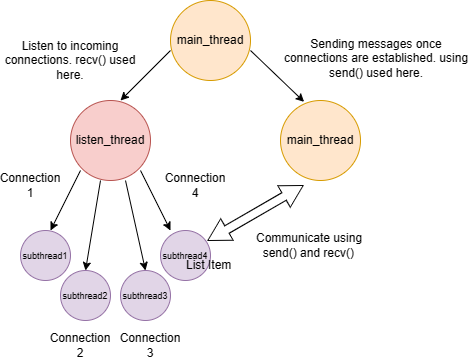 main_thread
Listen to incoming
connections. recv() used
here.
Sending messages once
connections are established. using
send() used here.
listen_thread
main_thread
Connection
1
Connection
4
subthread1
subthread4
List Item
Communicate using
send() and recv()
subthread2
subthread3
Connection
2
Connection
3